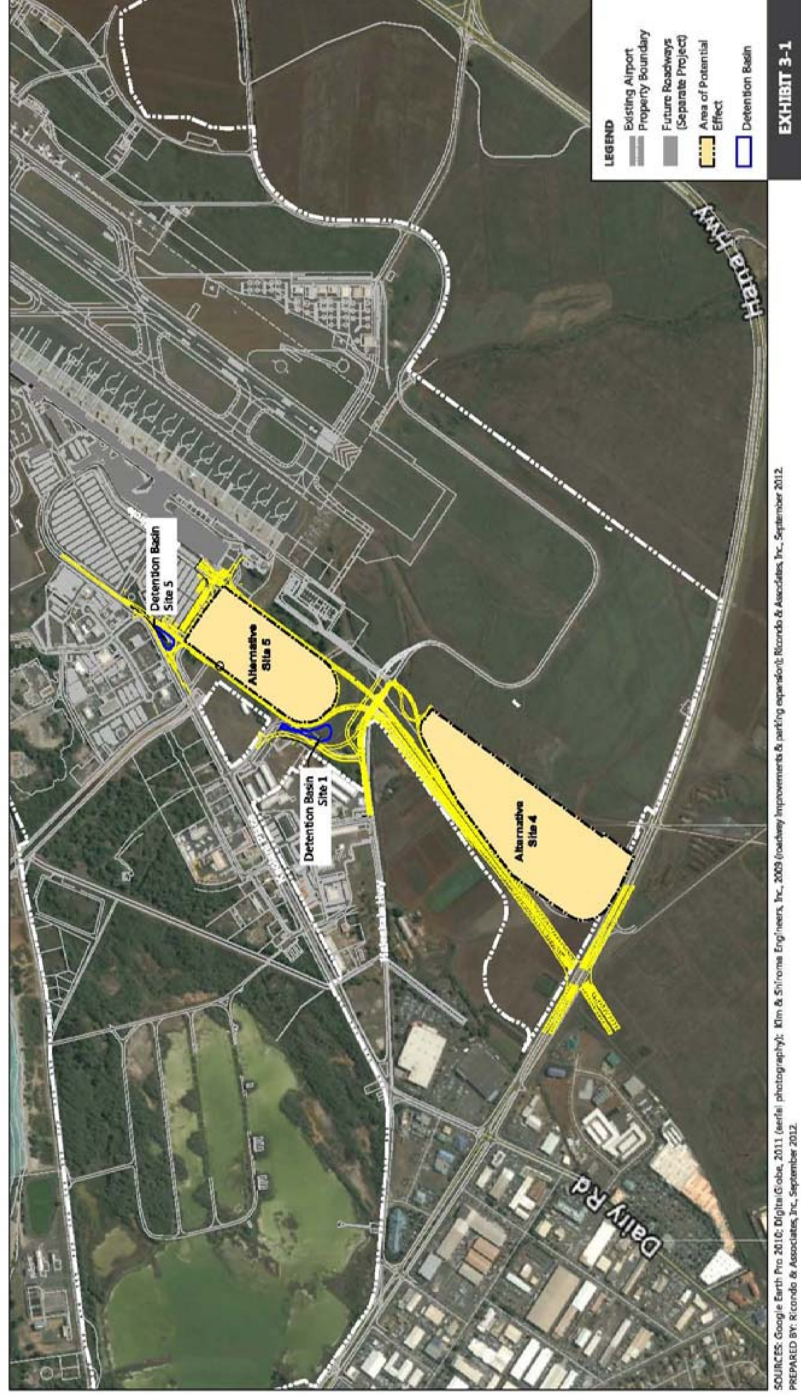 Detention Basin
Site 5
Alternative
Site 5
Detention Basin
Site 1
Alternative
Site 4
Dairy Rd
Hana Hwy
LEGEND
Existing Airport
Property Boundary
Future Roadways
(Separate Project)
Area of Potential
Effect
Detention Basin
EXHIBIT 3-1
SOURCES: Google Earth Pro 2010; DigitalGlobe, 2011 (aerial photography); Kim & Shiroma Engineers, Inc., 2009 (roadway improvements & parking expansion); Ricondo & Associates, Inc., September 2012.
PREPARED BY: Ricondo & Associates, Inc., September 2012.